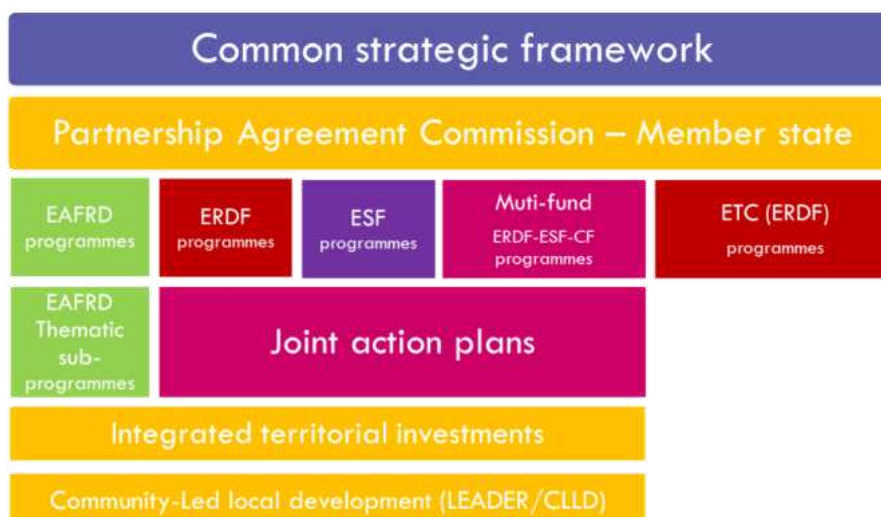 Common strategic framework
Partnership Agreement Commission – Member state
EAFRD
programmes
ERDF
programmes
ESF
programmes
Muti-fund
ERDF-ESF-CF
programmes
ETC (ERDF)
programmes
EAFRD
Thematic
sub-
programmes
Joint action plans
Integrated territorial investments
Community-Led local development (LEADER/CLLD)